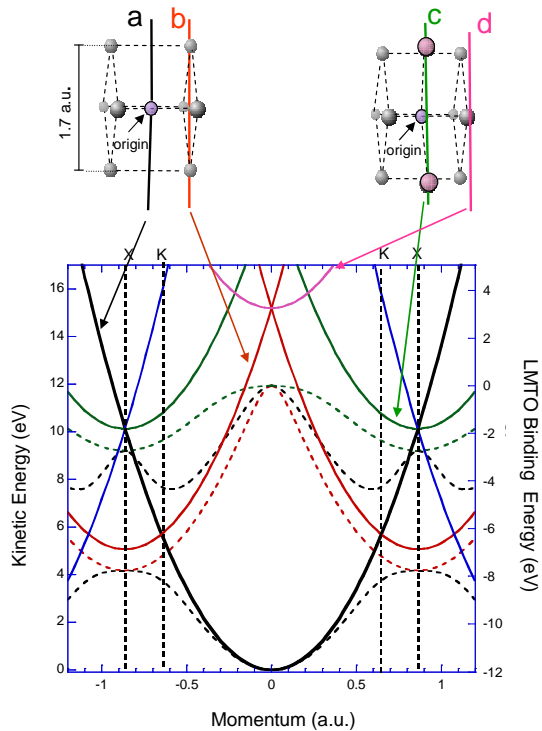 a
b
c
d
1.7 a.u.
origin
origin
X
K
K
X
16
14
12
10
8
6
4
2
0
4
2
0
-2
-4
-6
-8
-10
-12
-1
-0.5
0
0.5
1
Kinetic Energy (eV)
LMTO Binding Energy (eV)
Momentum (a.u.)